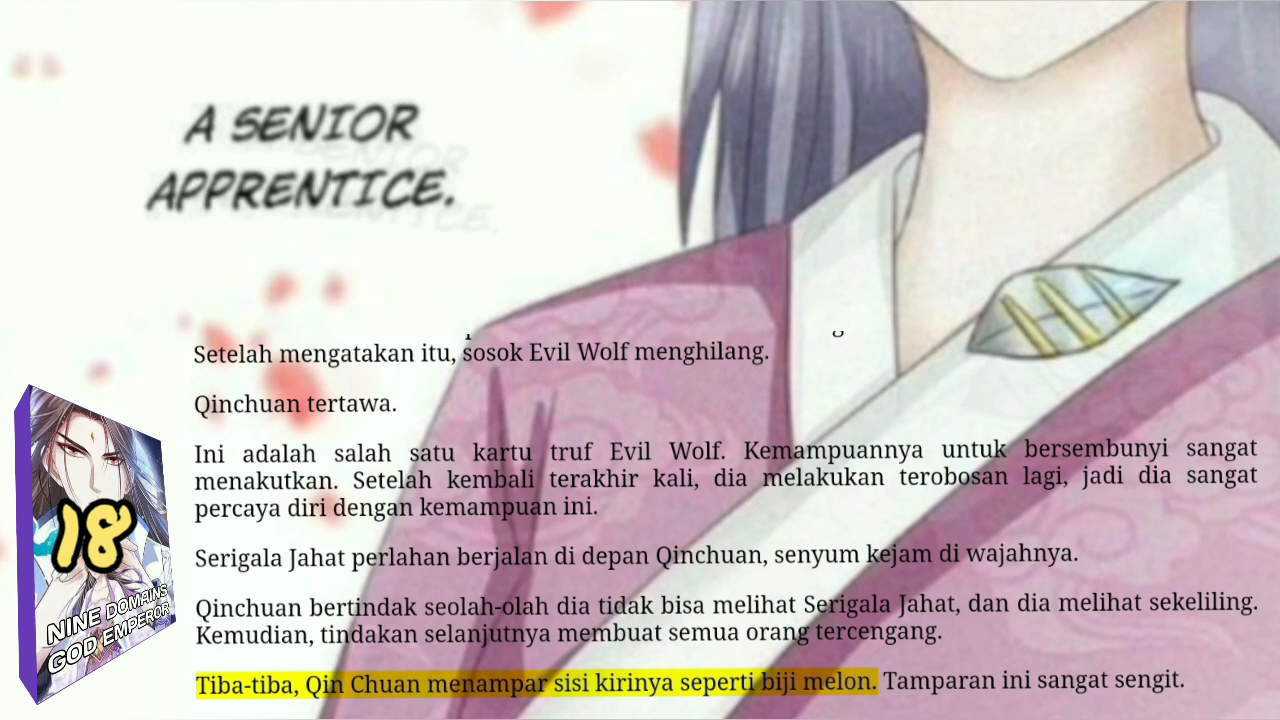 A SENIOR
APPRENTICE.
Setelah mengatakan itu, sosok Evil Wolf menghilang.
Qinchuan tertawa.
Ini adalah salah satu kartu truf Evil Wolf. Kemampuannya untuk bersembunyi sangat
menakutkan. Setelah kembali terakhir kali, dia melakukan terobosan lagi, jadi dia sangat
percaya diri dengan kemampuan ini.
Serigala Jahat perlahan berjalan di depan Qinchuan, senyum kejam di wajahnya.
Qinchuan bertindak seolah-olah dia tidak bisa melihat Serigala Jahat, dan dia melihat sekeliling.
Kemudian, tindakan selanjutnya membuat semua orang tercengang.
Tiba-tiba, Qin Chuan menampar sisi kirinya seperti biji melon. Tamparan ini sangat sengit.
18
NINE DOMAINS
GOD EMPEROR